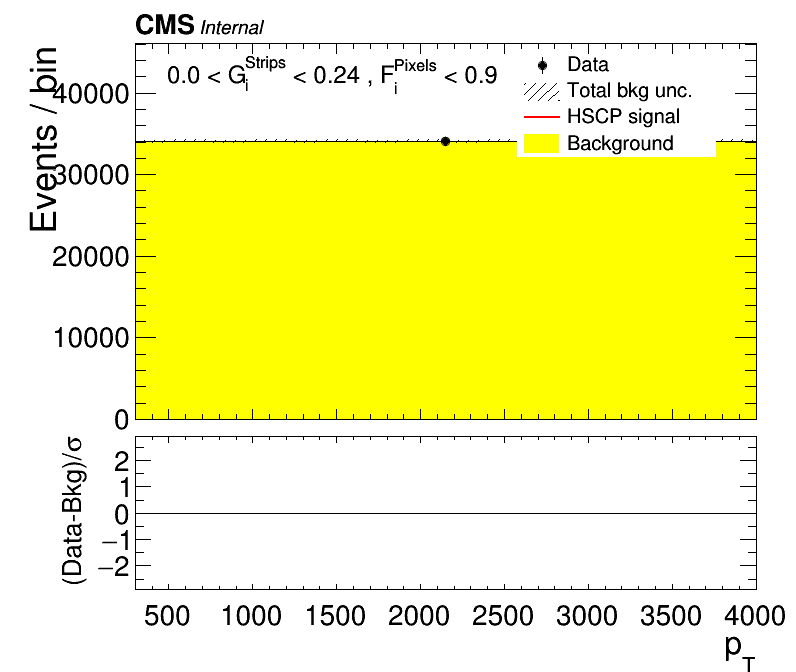 CMS Internal
0.0 < G_i^Strips < 0.24 , F_i^Pixels < 0.9
Data
Total bkg unc.
HSCP signal
Background
Events / bin
40000
30000
20000
10000
0
(Data-Bkg)/σ
2
1
0
−1
−2
500 1000 1500 2000 2500 3000 3500 4000
p_T